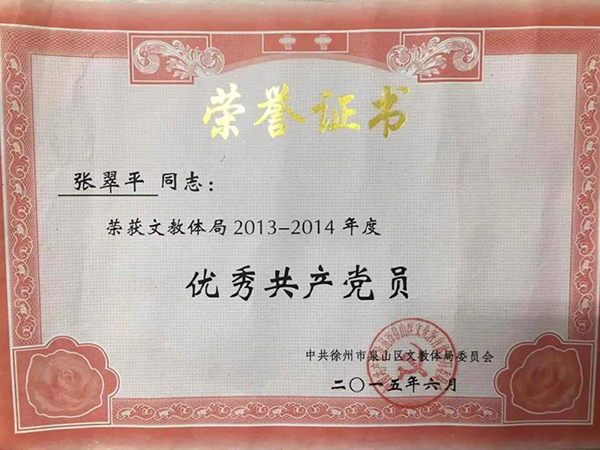 荣誉证书
张翠平 同志：
荣获文教体局2013-2014年度
优秀共产党员
中共徐州市泉山区文教体局委员会
二〇一五年六月